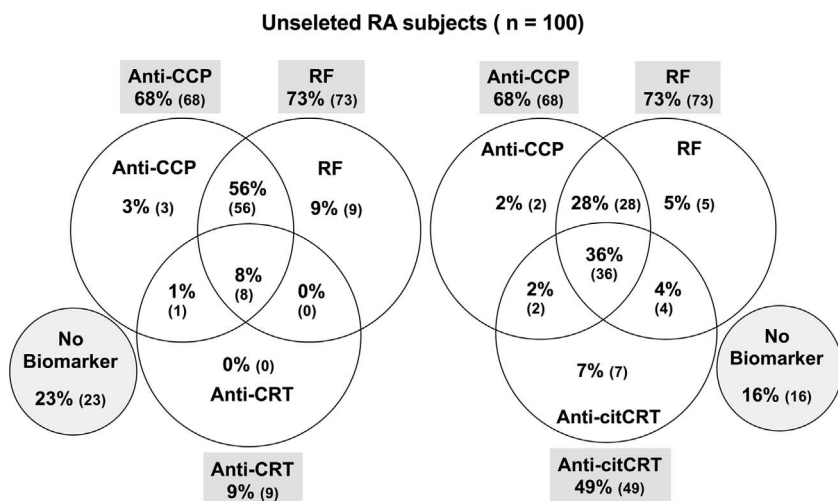 Unseleted RA subjects ( n = 100)
Anti-CCP
68% (68)
RF
73% (73)
Anti-CCP
3% (3)
56%
(56)
RF
9% (9)
1%
(1)
8%
(8)
0%
(0)
0% (0)
Anti-CRT
No
Biomarker
23% (23)
Anti-CRT
9% (9)
Anti-CCP
68% (68)
RF
73% (73)
Anti-CCP
2% (2)
28% (28)
RF
5% (5)
36%
(36)
2%
(2)
4%
(4)
7% (7)
Anti-citCRT
No
Biomarker
16% (16)
Anti-citCRT
49% (49)